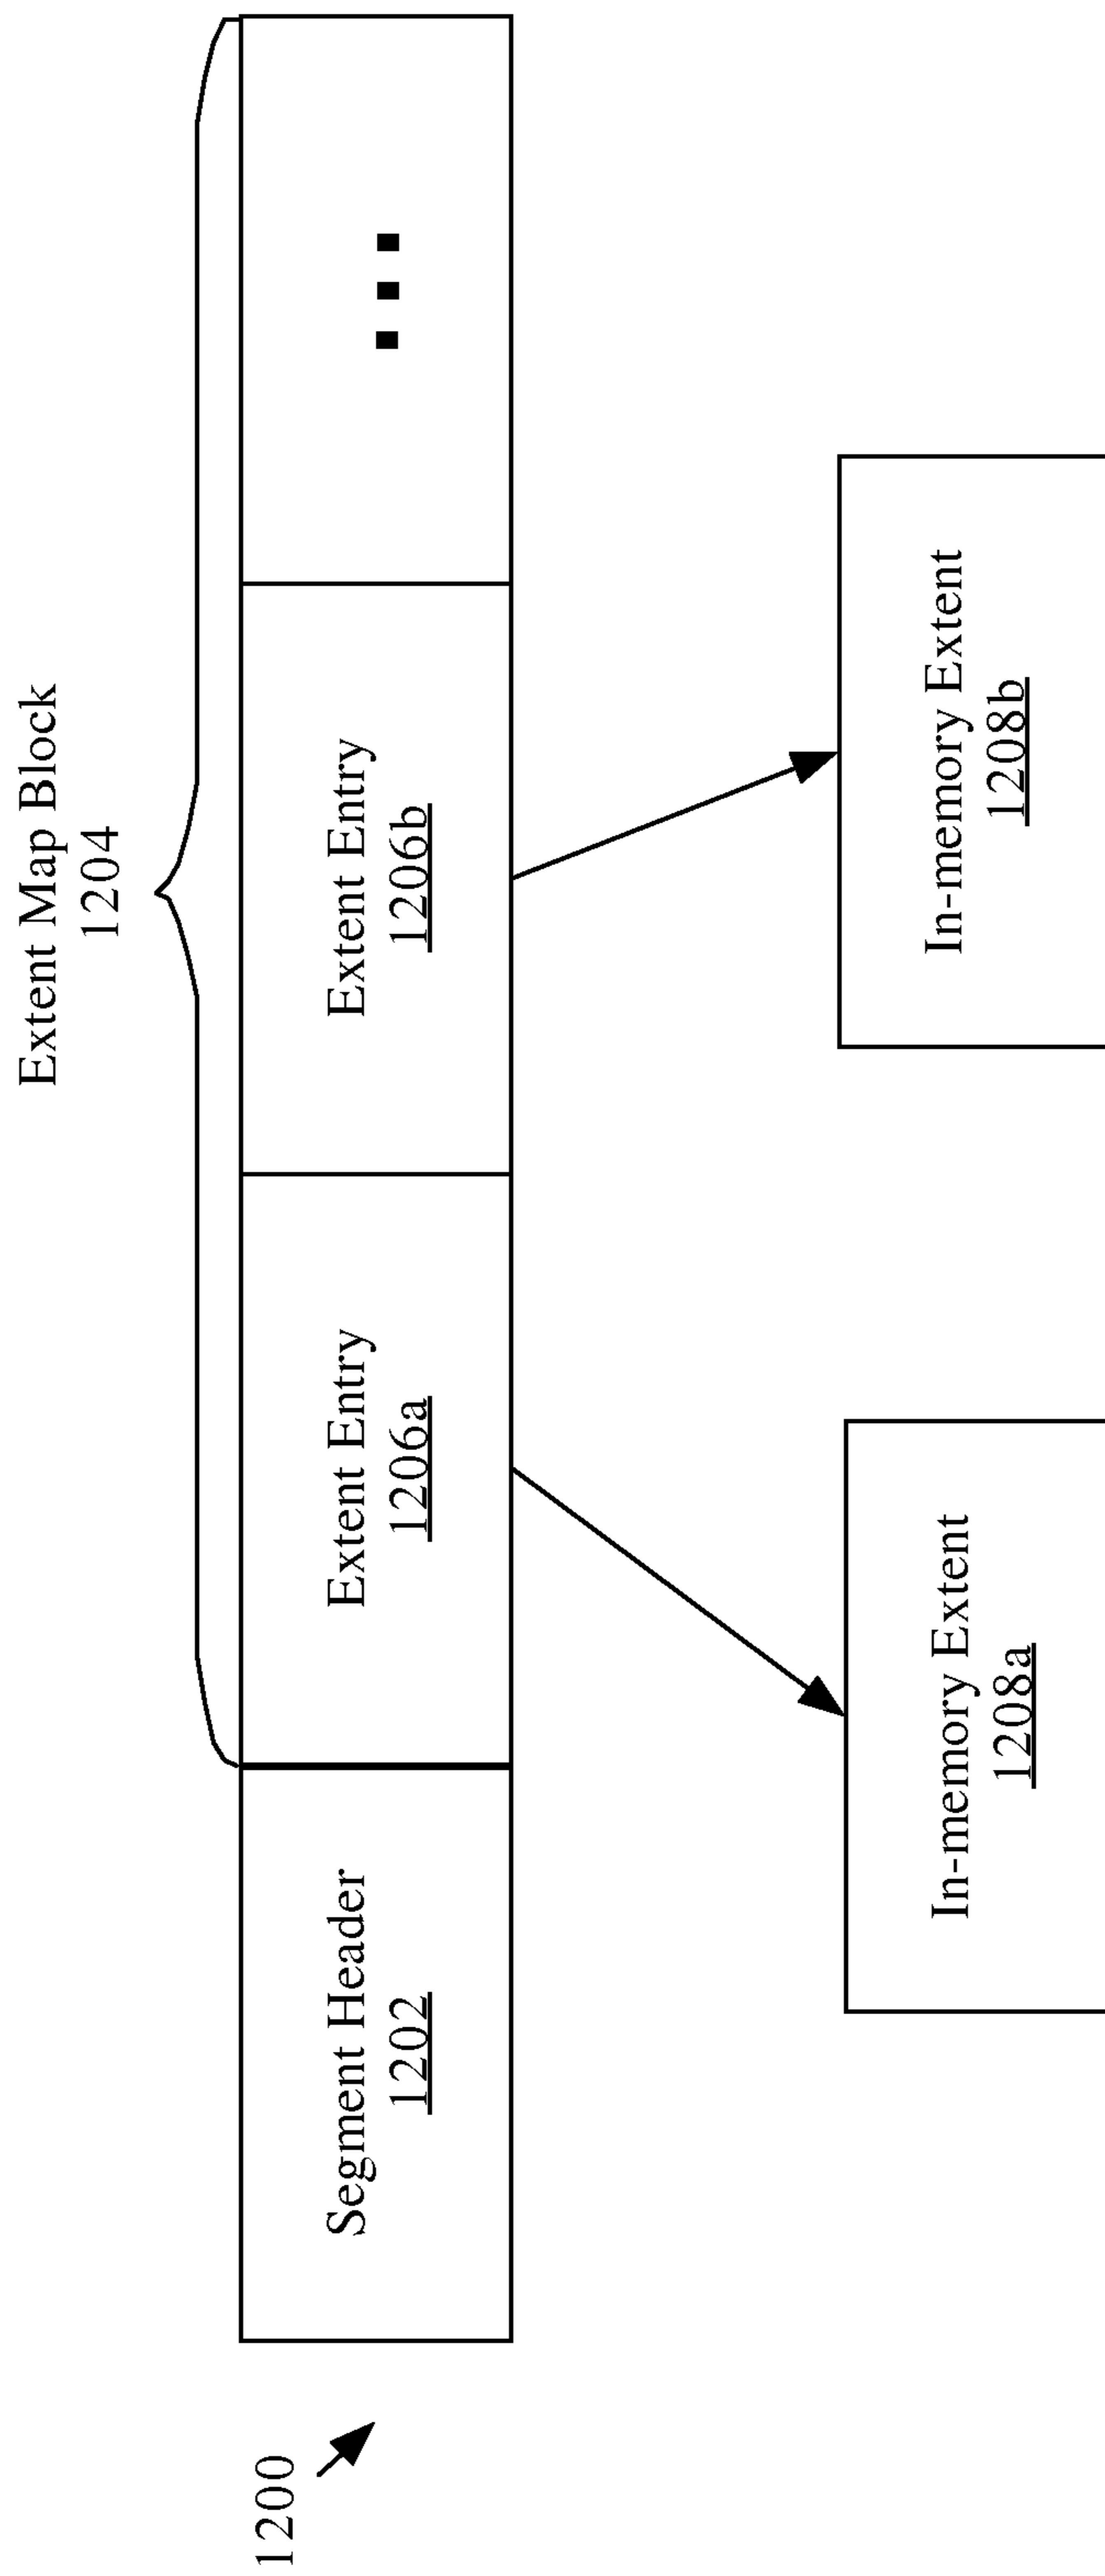 Extent Map Block
1204
1200
Segment Header
1202
Extent Entry
1206a
Extent Entry
1206b
...
In-memory Extent
1208a
In-memory Extent
1208b